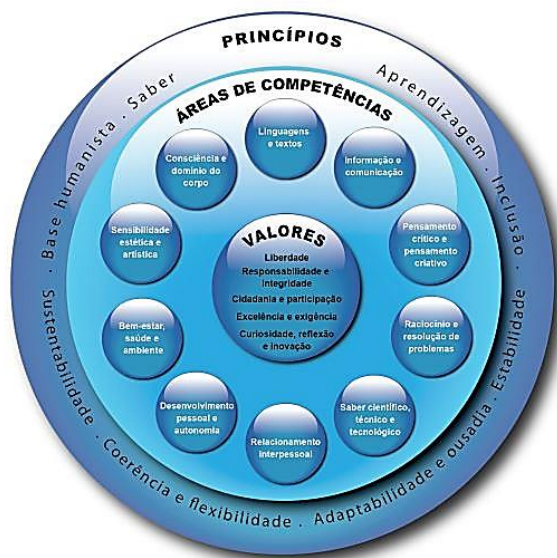 PRINCÍPIOS
Base humanista . Saber
Aprendizagem . Inclusão .
Sustentabilidade .
Coerência e flexibilidade . Adaptabilidade e ousadia . Estabilidade
ÁREAS DE COMPETÊNCIAS
Linguagens
e textos
Informação e
comunicação
Pensamento
crítico e
pensamento
criativo
Raciocínio e
resolução de
problemas
Saber científico,
técnico e
tecnológico
Relacionamento
interpessoal
Desenvolvimento
pessoal e
autonomia
Bem-estar,
saúde e
ambiente
Sensibilidade
estética e
artística
Consciência e
domínio do
corpo
VALORES
Liberdade
Responsabilidade e
integridade
Cidadania e participação
Excelência e exigência
Curiosidade, reflexão
e inovação